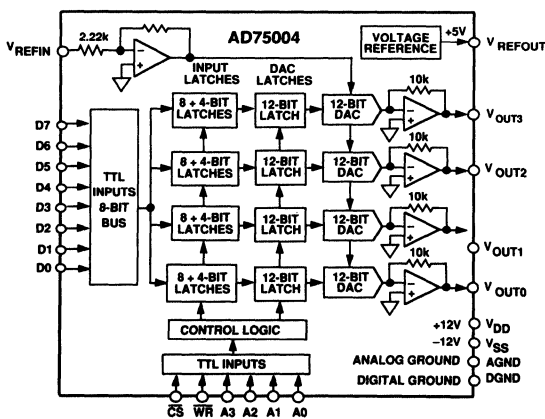 AD75004
2.22k
VREFIN
VOLTAGE
REFERENCE
+5V
VREFOUT
INPUT
LATCHES
DAC
LATCHES
8 + 4-BIT
LATCHES
12-BIT
LATCH
12-BIT
DAC
10k
VOUT3
8 + 4-BIT
LATCHES
12-BIT
LATCH
12-BIT
DAC
10k
VOUT2
8 + 4-BIT
LATCHES
12-BIT
LATCH
12-BIT
DAC
10k
VOUT1
8 + 4-BIT
LATCHES
12-BIT
LATCH
12-BIT
DAC
10k
VOUT0
D7
D6
D5
D4
D3
D2
D1
D0
TTL
INPUTS
8-BIT
BUS
CONTROL LOGIC
TTL INPUTS
+12V VDD
−12V VSS
ANALOG GROUND AGND
DIGITAL GROUND DGND
C̅S̅ W̅R̅ A3 A2 A1 A0